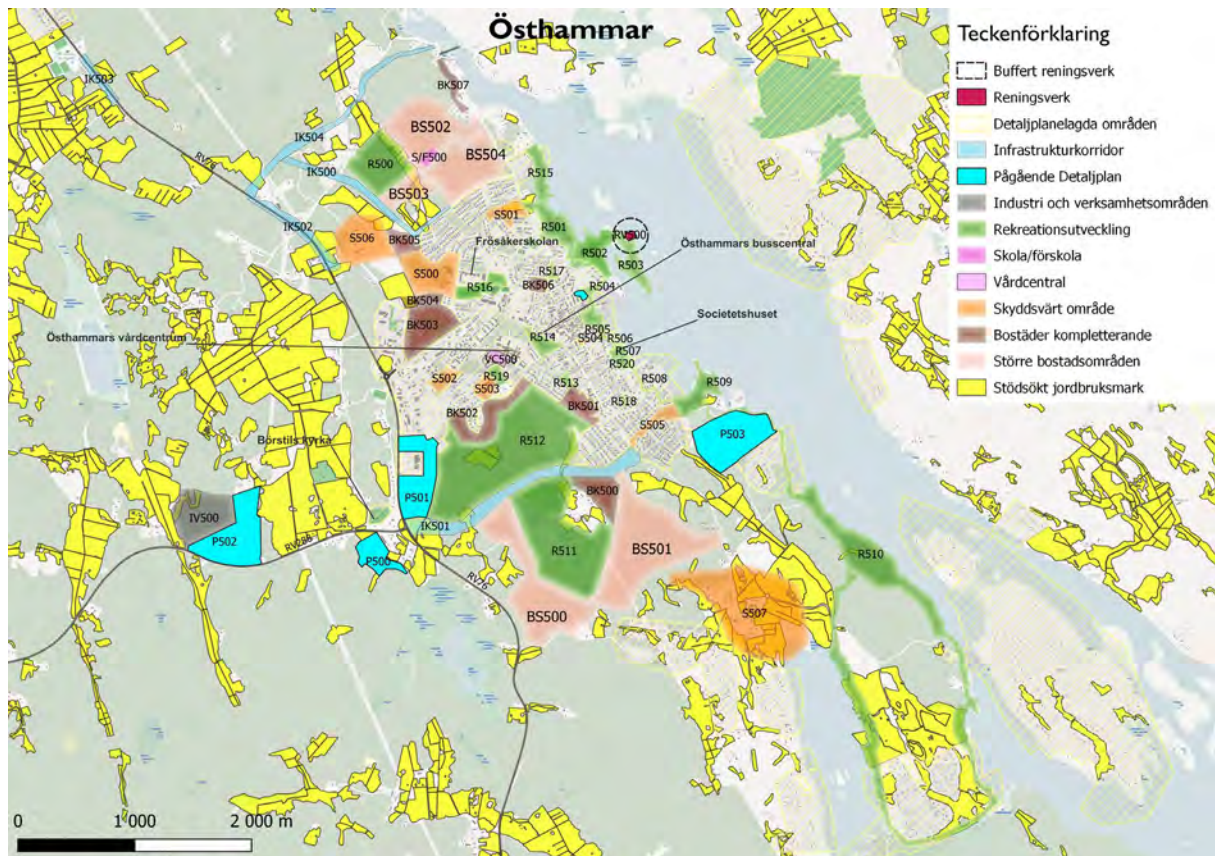 Östhammar
Teckenförklaring
Buffert reningsverk
Reningsverk
Detaljplanelagda områden
Infrastrukturkorridor
Pågående Detaljplan
Industri och verksamhetsområden
Rekreationsutveckling
Skola/förskola
Vårdcentral
Skyddsvärt område
Bostäder kompletterande
Större bostadsområden
Stödsökt jordbruksmark
IK503
BK507
RV76
IK504
BS502
S/F500
BS504
R500
IK500
BS503
R515
S501
R501
IK502
S506
BK505
RV500
Frösåkerskolan
Östhammars busscentral
R502
R503
S500
R517
R516
BK506
R504
BK504
BK503
R505
Societetshuset
Östhammars vårdcentrum
R514
S504
R506
R507
VC500
R520
R519
S502
S503
R513
R508
R509
BK502
BK501
R518
S505
P503
Börstils kyrka
R512
P501
BK500
IV500
IK501
P502
RV288
P500
R511
BS501
R510
RV76
BS500
S507
0 1 000 2 000 m